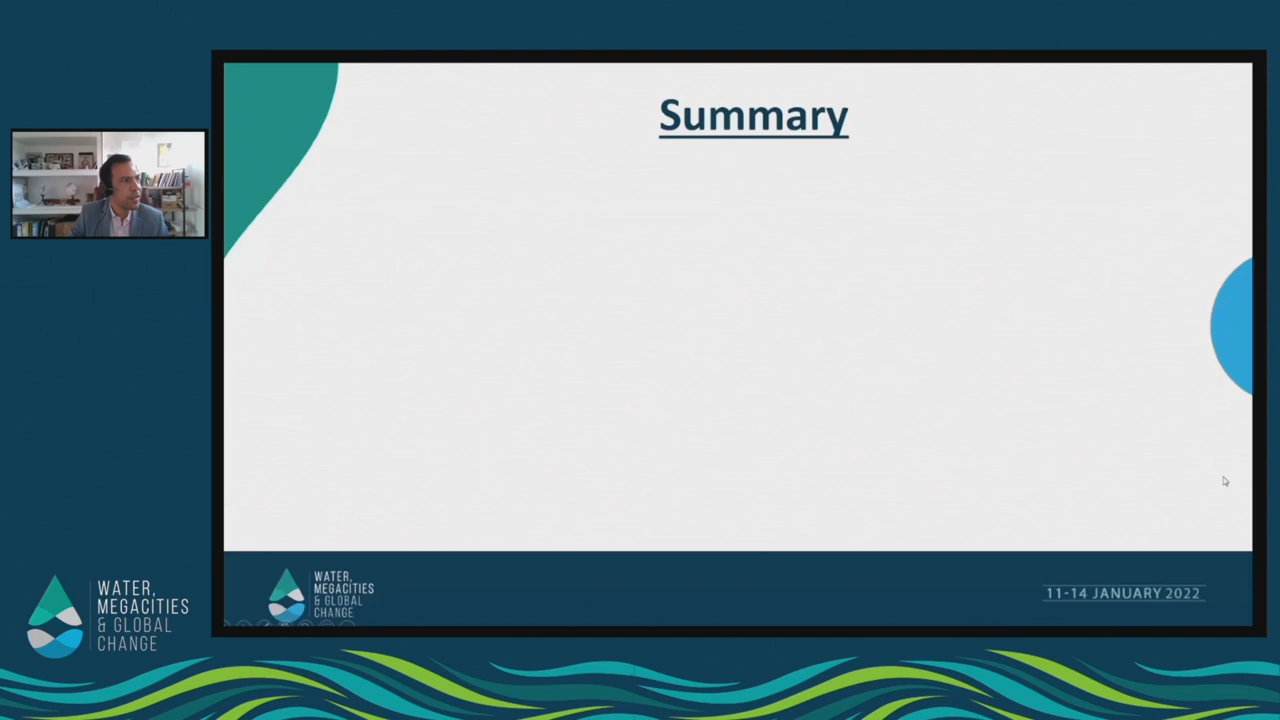 Summary
WATER,
MEGACITIES
& GLOBAL
CHANGE
11-14 JANUARY 2022
WATER,
MEGACITIES
& GLOBAL
CHANGE